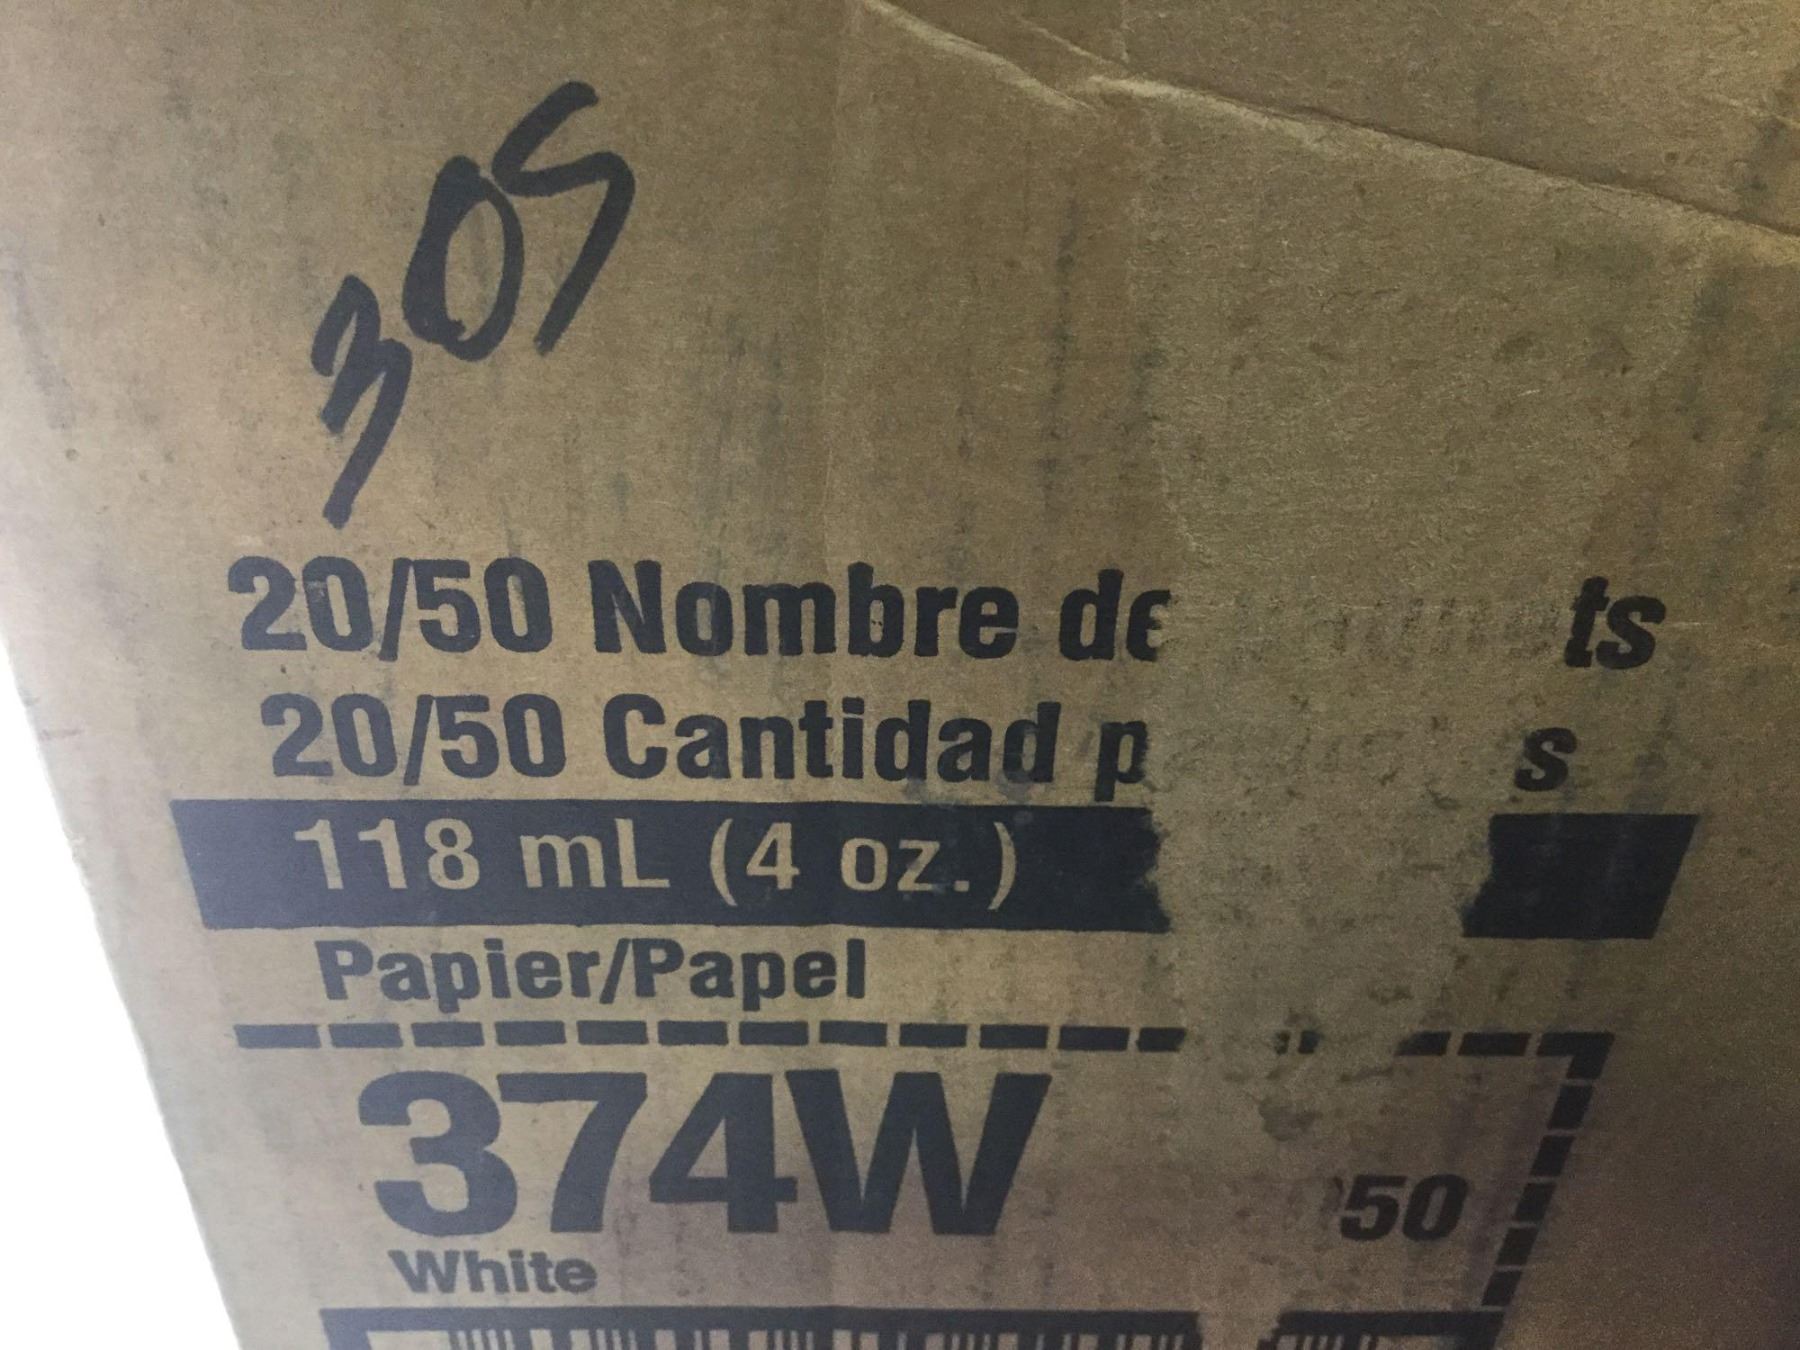 305
20/50 Nombre de
20/50 Cantidad
118 mL (4 oz.)
Papier/Papel
374W
50
White